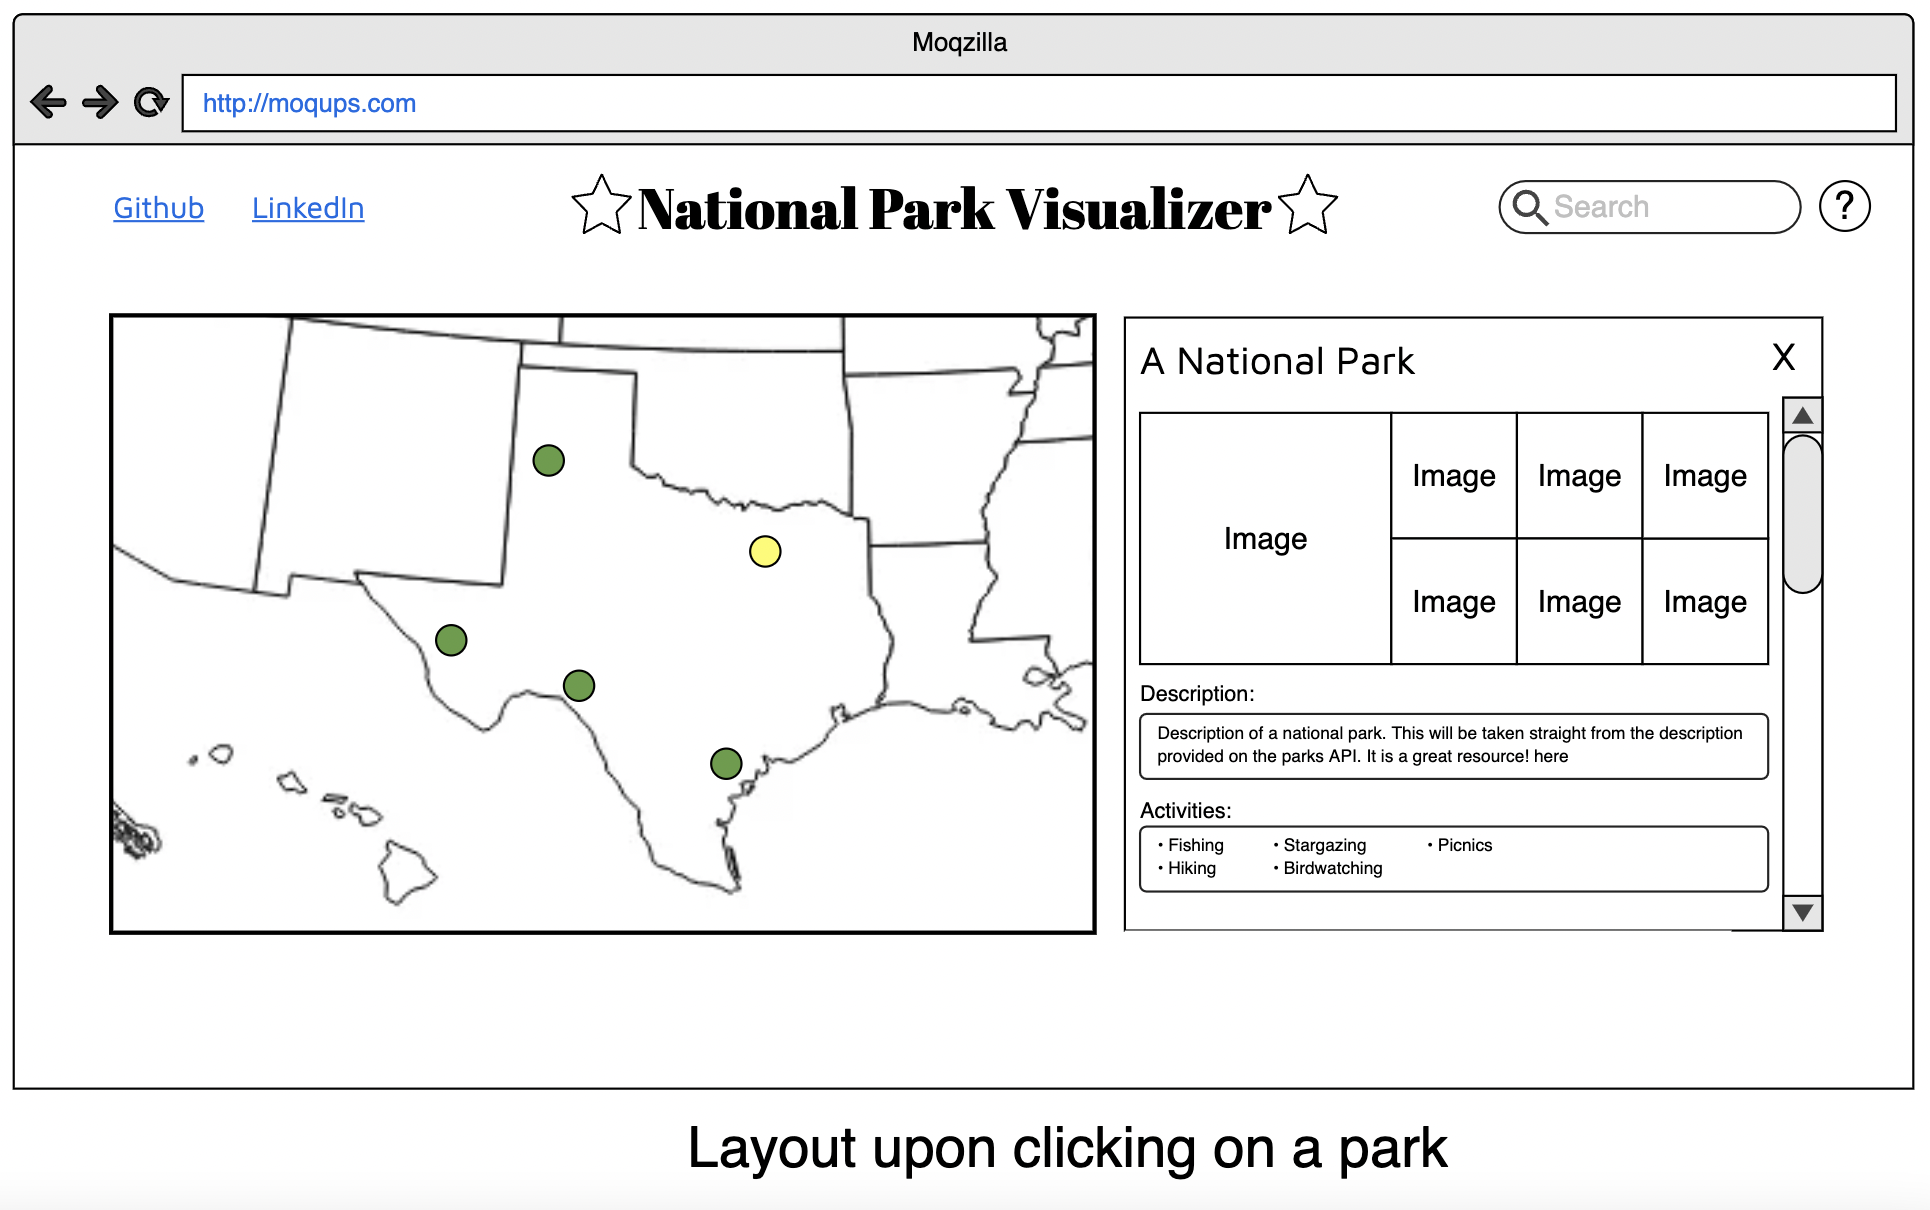 Moqzilla
http://moqups.com
Github LinkedIn National Park Visualizer Search ?
A National Park X
Image Image Image Image
Image Image Image
Description:
Description of a national park. This will be taken straight from the description
provided on the parks API. It is a great resource! here
Activities:
• Fishing • Stargazing • Picnics
• Hiking • Birdwatching
Layout upon clicking on a park